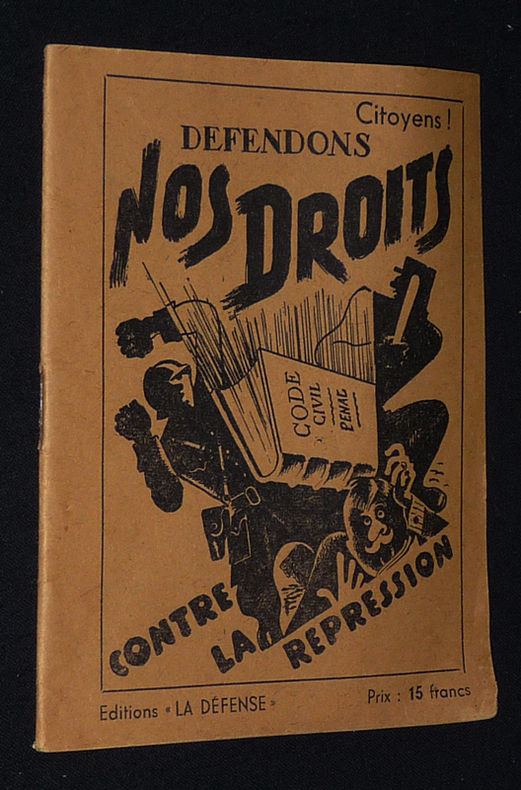 Citoyens !
DEFENDONS
NOS DROITS
CODE
CIVIL
PENAL
CONTRE
LA
REPRESSION
Editions « LA DÉFENSE »
Prix : 15 francs